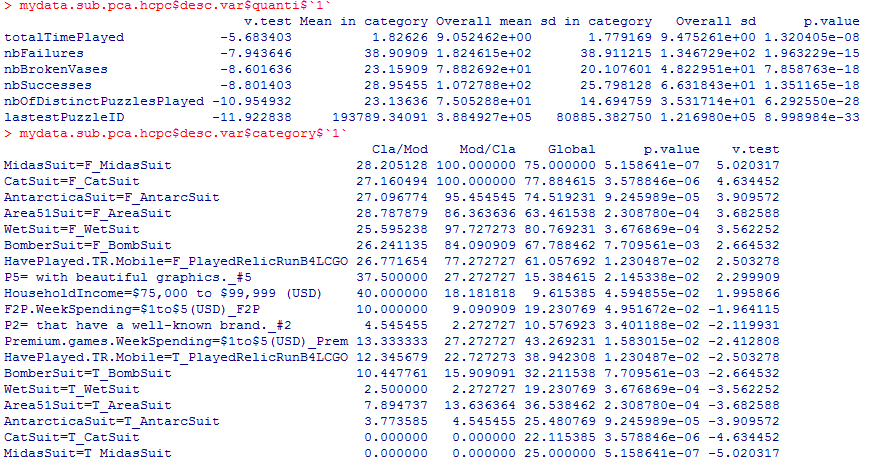 > mydata.sub.pca.hcpc$desc.var$quanti$`1`
v.test Mean in category Overall mean sd in category Overall sd p.value
totalTimePlayed -5.683403 1.82626 9.052462e+00 1.779169 9.475261e+00 1.320405e-08
nbFailures -7.943646 38.90909 1.824615e+02 38.911215 1.346729e+02 1.963229e-15
nbBrokenVases -8.601636 23.15909 7.882692e+01 20.107601 4.822951e+01 7.858763e-18
nbSuccesses -8.801403 28.95455 1.072788e+02 25.798128 6.631843e+01 1.351165e-18
nbOfDistinctPuzzlesPlayed -10.954932 23.13636 7.505288e+01 14.694759 3.531714e+01 6.292550e-28
lastestPuzzleID -11.922838 193789.34091 3.884927e+05 80885.382750 1.216980e+05 8.998984e-33
> mydata.sub.pca.hcpc$desc.var$category$`1`
Cla/Mod Mod/Cla Global p.value v.test
MidasSuit=F_MidasSuit 28.205128 100.000000 75.000000 5.158641e-07 5.020317
CatSuit=F_CatSuit 27.160494 100.000000 77.884615 3.578846e-06 4.634452
AntarcticaSuit=F_AntarcSuit 27.096774 95.454545 74.519231 9.245989e-05 3.909572
Area51Suit=F_AreaSuit 28.787879 86.363636 63.461538 2.308780e-04 3.682588
WetSuit=F_WetSuit 25.595238 97.727273 80.769231 3.676869e-04 3.562252
BomberSuit=F_BombSuit 26.241135 84.090909 67.788462 7.709561e-03 2.664532
HavePlayed.TR.Mobile=F_PlayedRelicRunB4LCGO 26.771654 77.272727 61.057692 1.230487e-02 2.503278
P5= with beautiful graphics._#5 37.500000 27.272727 15.384615 2.145338e-02 2.299909
HouseholdIncome=$75,000 to $99,999 (USD) 40.000000 18.181818 9.615385 4.594855e-02 1.995866
F2P.WeekSpending=$1to$5(USD)_F2P 10.000000 9.090909 19.230769 4.951672e-02 -1.964115
P2= that have a well-known brand._#2 4.545455 2.272727 10.576923 3.401188e-02 -2.119931
Premium.games.WeekSpending=$1to$5(USD)_Prem 13.333333 27.272727 43.269231 1.583015e-02 -2.412808
HavePlayed.TR.Mobile=T_PlayedRelicRunB4LCGO 12.345679 22.727273 38.942308 1.230487e-02 -2.503278
BomberSuit=T_BombSuit 10.447761 15.909091 32.211538 7.709561e-03 -2.664532
WetSuit=T_WetSuit 2.500000 2.272727 19.230769 3.676869e-04 -3.562252
Area51Suit=T_AreaSuit 7.894737 13.636364 36.538462 2.308780e-04 -3.682588
AntarcticaSuit=T_AntarcSuit 3.773585 4.545455 25.480769 9.245989e-05 -3.909572
CatSuit=T_CatSuit 0.000000 0.000000 22.115385 3.578846e-06 -4.634452
MidasSuit=T_MidasSuit 0.000000 0.000000 25.000000 5.158641e-07 -5.020317